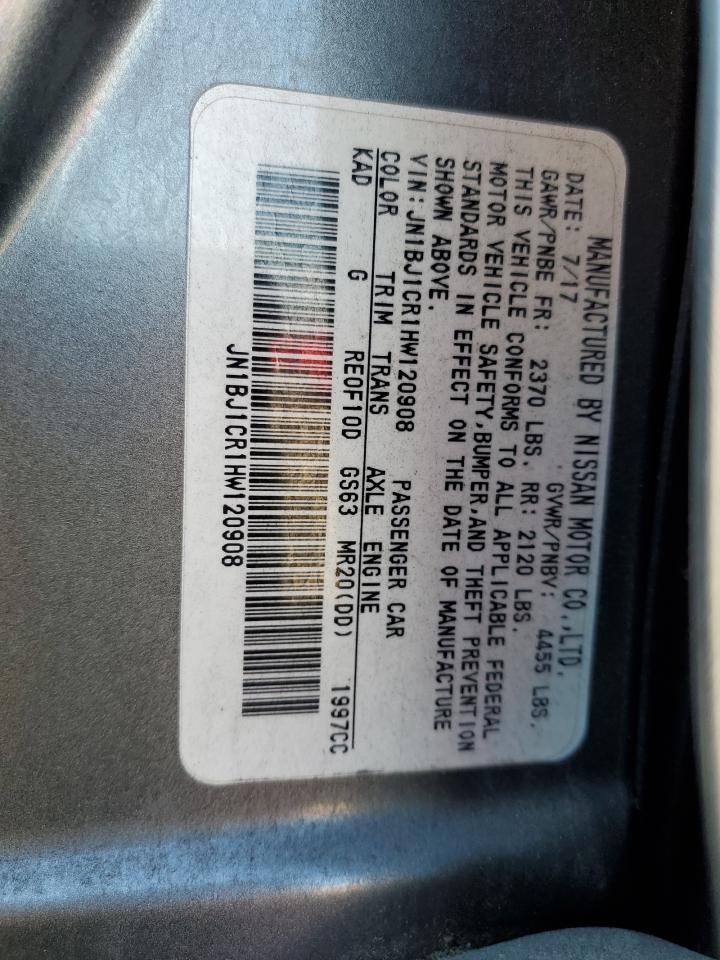 MANUFACTURED BY NISSAN MOTOR CO.,LTD.
DATE: 7/17 GVWR/PNBV: 4455 LBS.
GAWR/PNBE FR: 2370 LBS. RR: 2120 LBS.
THIS VEHICLE CONFORMS TO ALL APPLICABLE FEDERAL
MOTOR VEHICLE SAFETY,BUMPER,AND THEFT PREVENTION
STANDARDS IN EFFECT ON THE DATE OF MANUFACTURE
SHOWN ABOVE.
VIN:JN1BJ1CR1HW120908 PASSENGER CAR
COLOR TRIM TRANS AXLE ENGINE
KAD G RE0F10D GS63 MR20(DD) 1997CC
JN1BJ1CR1HW120908